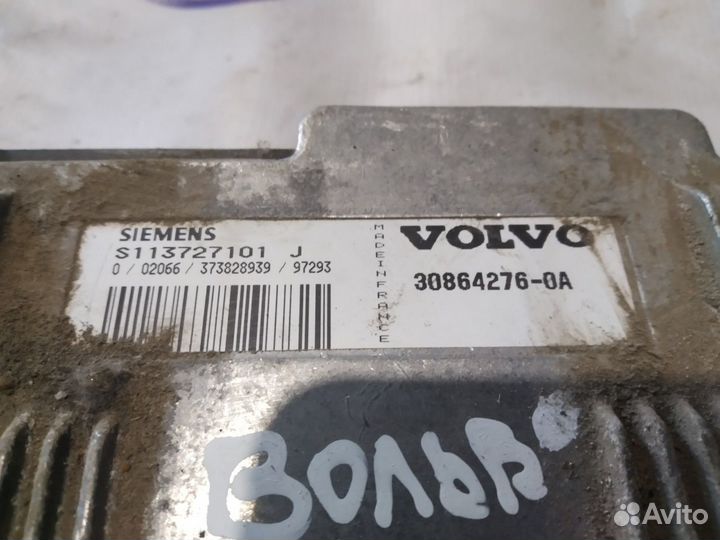 SIEMENS
S113727101 J
0 / 02066 / 373828939 / 97293
MADE IN FRANCE
VOLVO
30864276-0A
Вольв
Avito